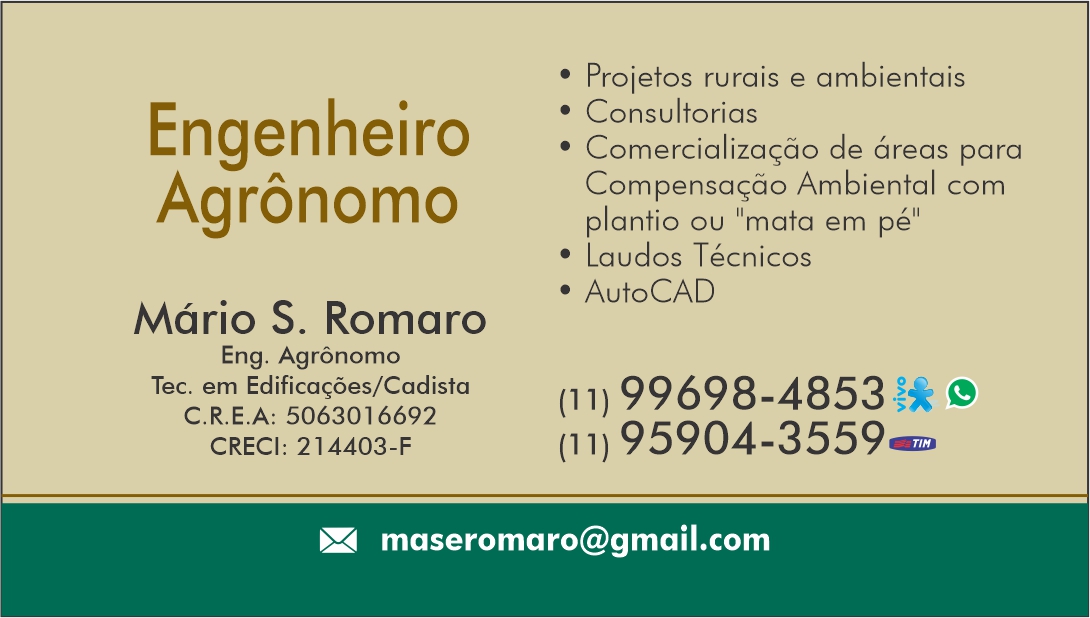 Engenheiro
Agrônomo
Mário S. Romaro
Eng. Agrônomo
Tec. em Edificações/Cadista
C.R.E.A: 5063016692
CRECI: 214403-F
• Projetos rurais e ambientais
• Consultorias
• Comercialização de áreas para
Compensação Ambiental com
plantio ou "mata em pé"
• Laudos Técnicos
• AutoCAD
(11) 99698-4853 vivo
(11) 95904-3559 TIM
maseromaro@gmail.com